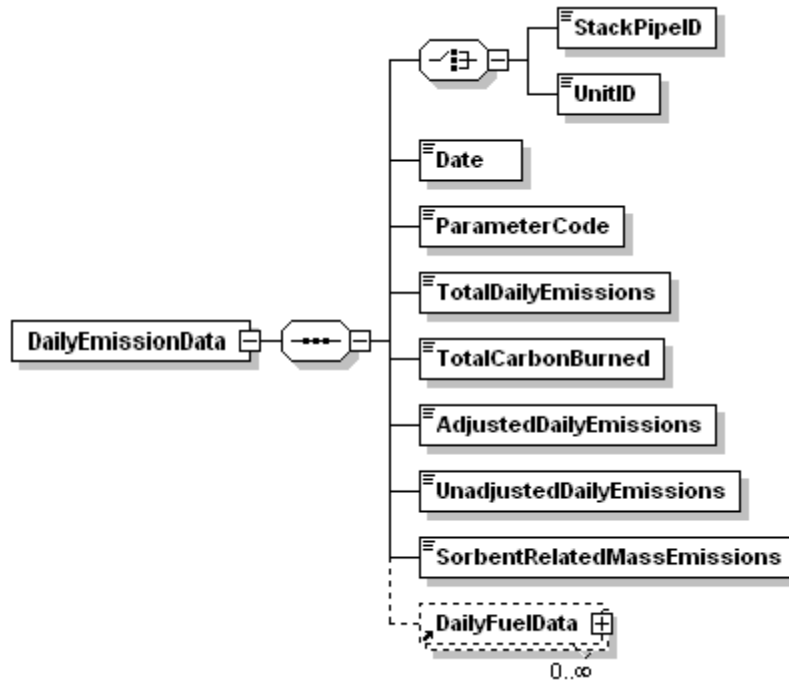 StackPipeID
UnitID
Date
ParameterCode
TotalDailyEmissions
DailyEmissionData
TotalCarbonBurned
AdjustedDailyEmissions
UnadjustedDailyEmissions
SorbentRelatedMassEmissions
DailyFuelData
0..∞